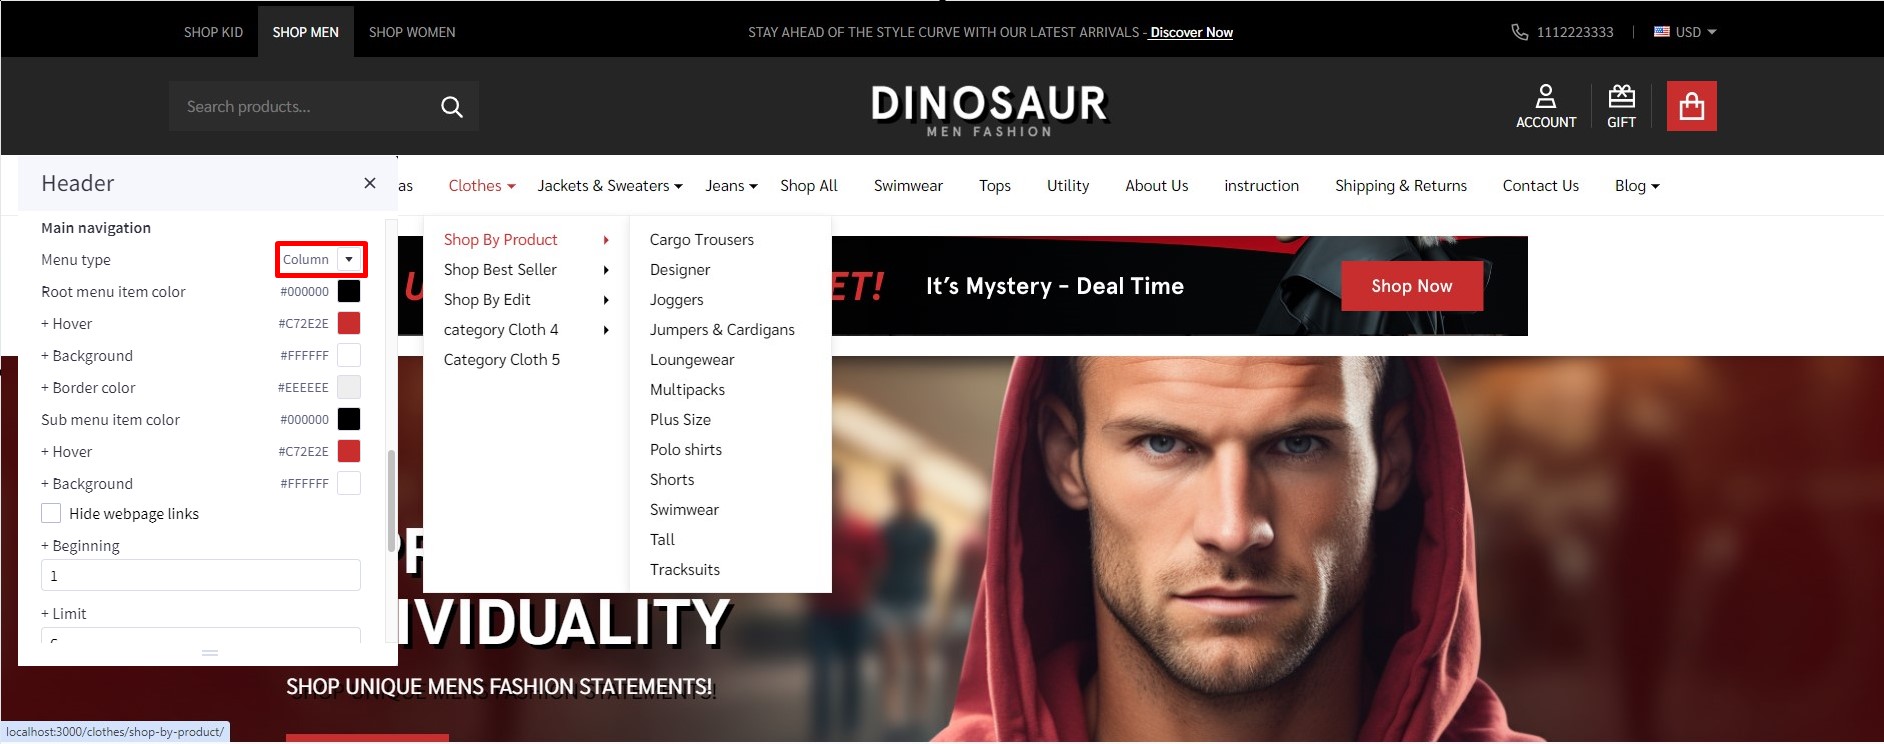 SHOP KID SHOP MEN SHOP WOMEN STAY AHEAD OF THE STYLE CURVE WITH OUR LATEST ARRIVALS - Discover Now 1112223333 USD
Search products... DINOSAUR
MEN FASHION
ACCOUNT GIFT
Header
as Clothes Jackets & Sweaters Jeans Shop All Swimwear Tops Utility About Us instruction Shipping & Returns Contact Us Blog
Main navigation
Menu type Column
Root menu item color #000000
+ Hover #C72E2E
+ Background #FFFFFF
+ Border color #EEEEEE
Sub menu item color #000000
+ Hover #C72E2E
+ Background #FFFFFF
Hide webpage links
+ Beginning
1
+ Limit
Shop By Product
Shop Best Seller
Shop By Edit
category Cloth 4
Category Cloth 5
Cargo Trousers
Designer
Joggers
Jumpers & Cardigans
Loungewear
Multipacks
Plus Size
Polo shirts
Shorts
Swimwear
Tall
Tracksuits
U ET! It's Mystery - Deal Time Shop Now
IVIDUALITY
SHOP UNIQUE MENS FASHION STATEMENTS!
localhost:3000/clothes/shop-by-product/